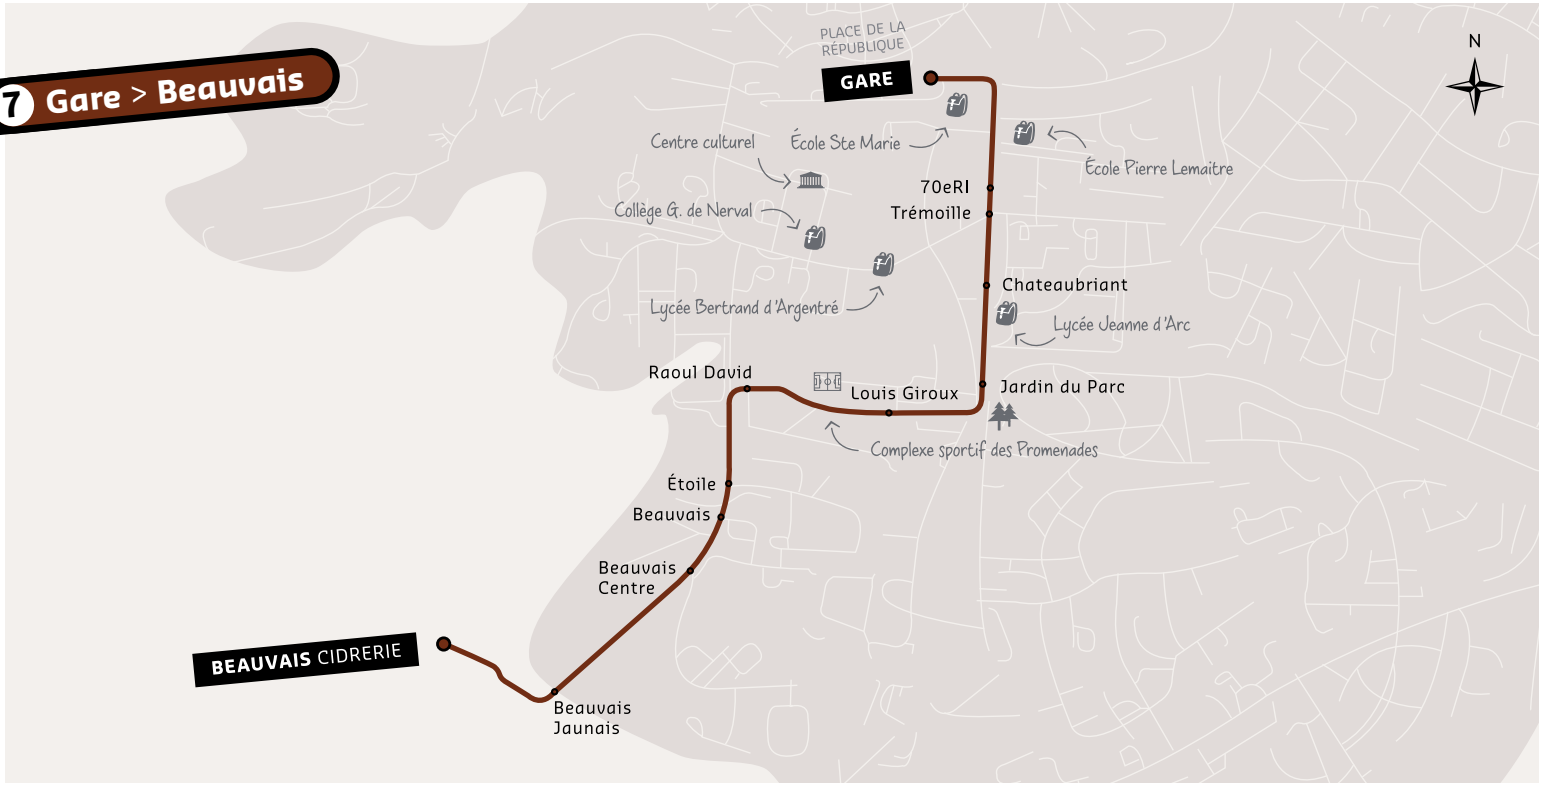 7 Gare > Beauvais
PLACE DE LA
RÉPUBLIQUE
GARE
N
Centre culturel
École Ste Marie
École Pierre Lemaitre
70eRI
Collège G. de Nerval
Trémoille
Chateaubriant
Lycée Bertrand d'Argentré
Lycée Jeanne d'Arc
Raoul David
Louis Giroux
Jardin du Parc
Complexe sportif des Promenades
Étoile
Beauvais
Beauvais
Centre
BEAUVAIS CIDRERIE
Beauvais
Jaunais